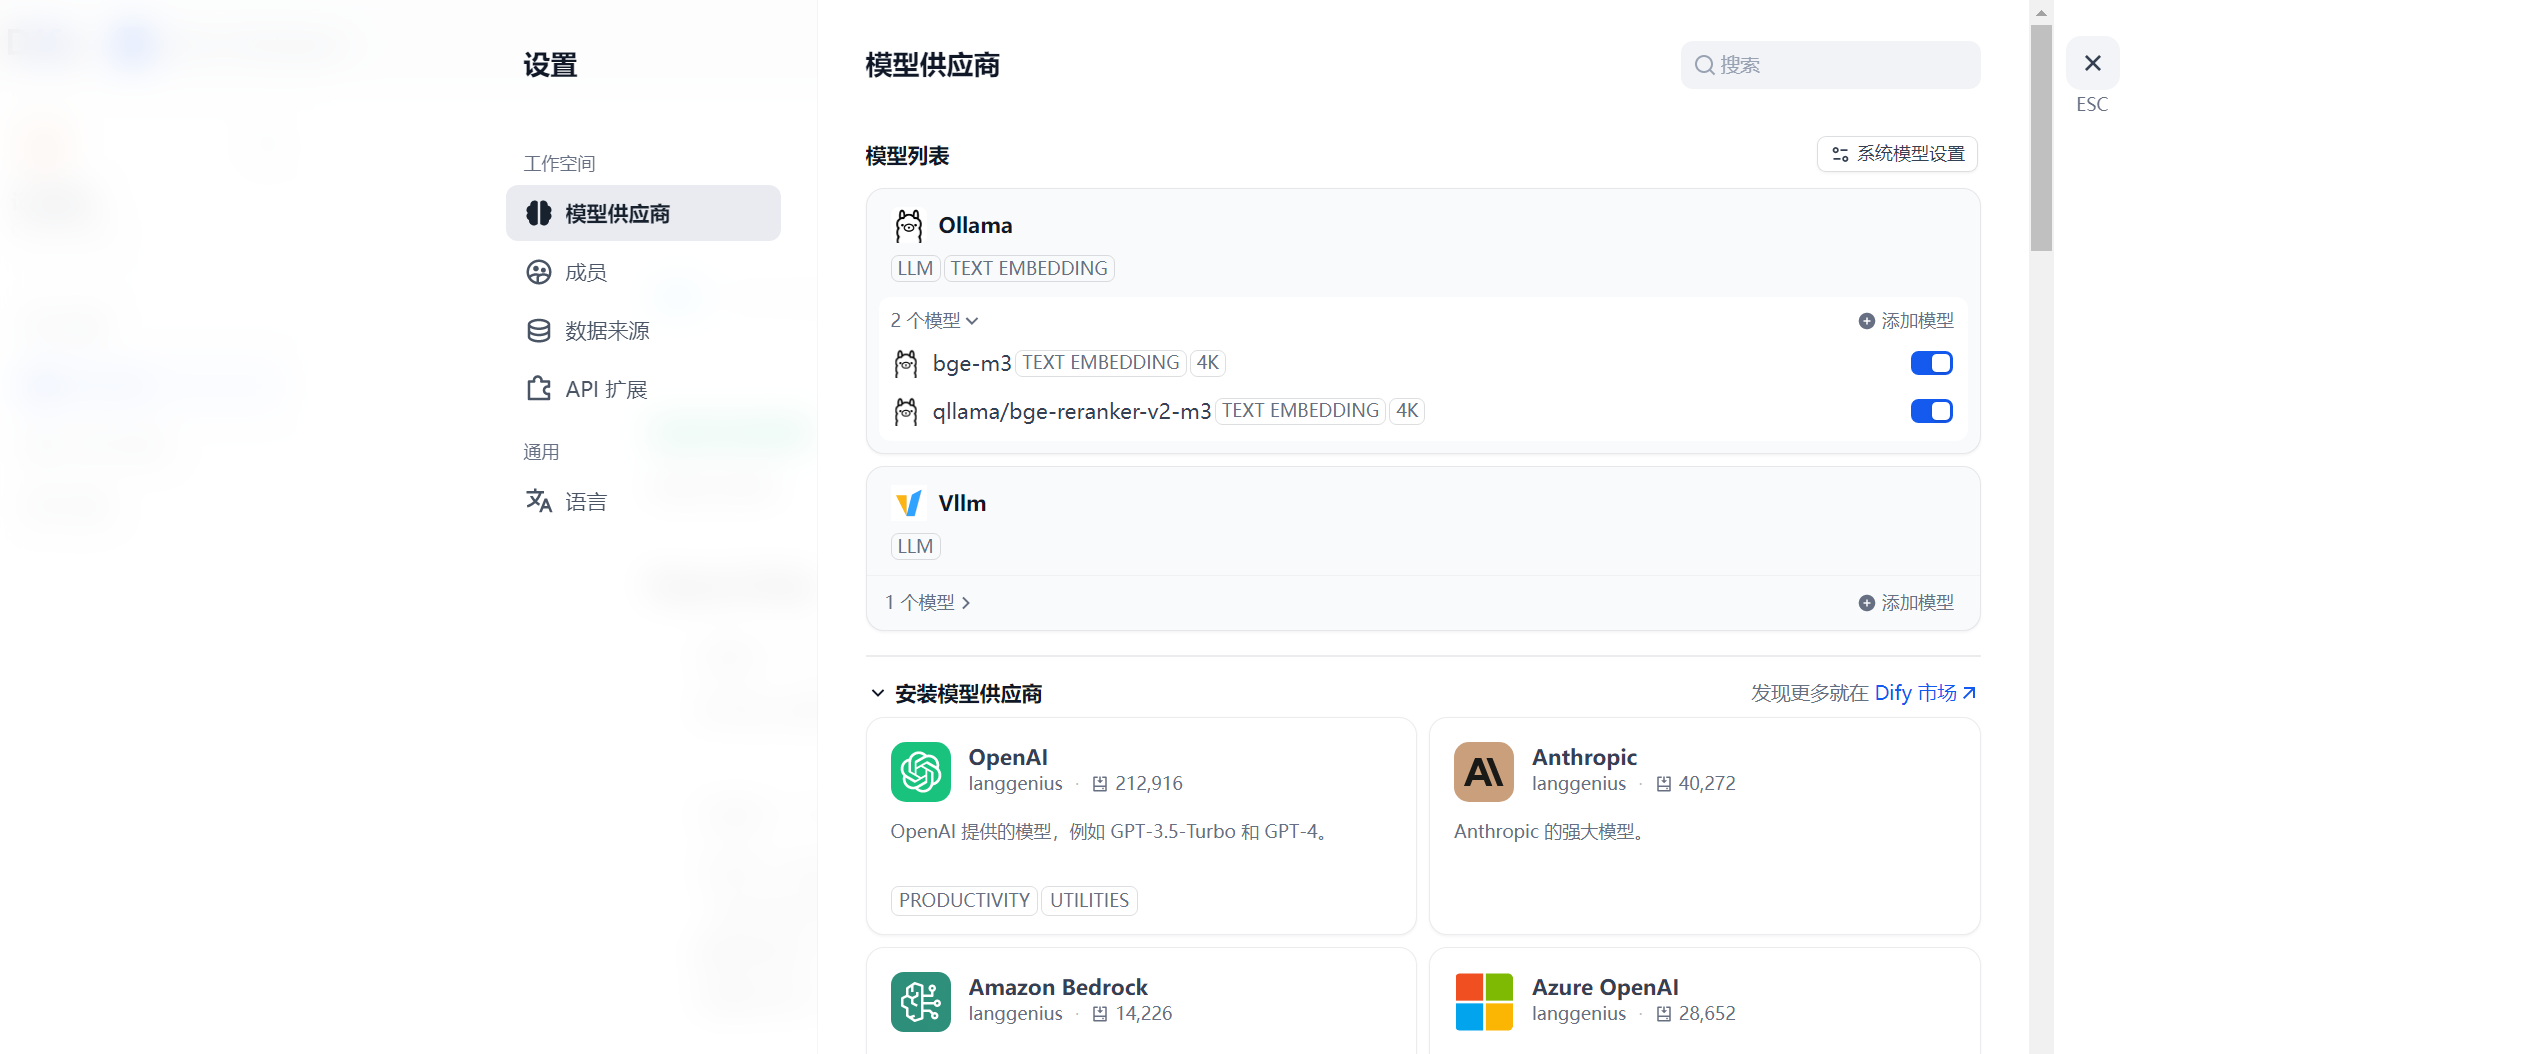 设置
工作空间
模型供应商
成员
数据来源
API 扩展
通用
语言
模型供应商
搜索
ESC
模型列表
系统模型设置
Ollama
LLM TEXT EMBEDDING
2 个模型
添加模型
bge-m3 TEXT EMBEDDING 4K
qllama/bge-reranker-v2-m3 TEXT EMBEDDING 4K
Vllm
LLM
1 个模型
添加模型
安装模型供应商
发现更多就在 Dify 市场
OpenAI
langgenius · 212,916
OpenAI 提供的模型，例如 GPT-3.5-Turbo 和 GPT-4。
PRODUCTIVITY UTILITIES
Anthropic
langgenius · 40,272
Anthropic 的强大模型。
Amazon Bedrock
langgenius · 14,226
Azure OpenAI
langgenius · 28,652